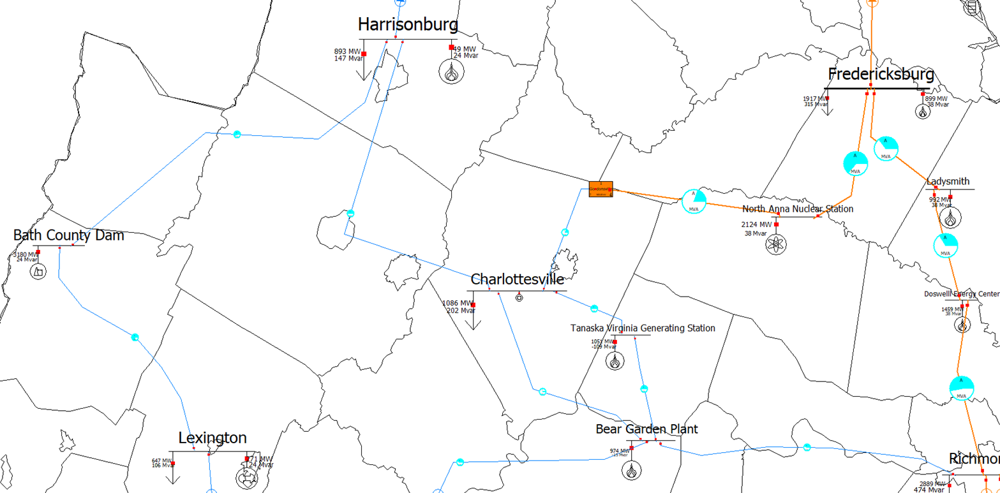 Harrisonburg
893 MW
147 Mvar
49 MW
24 Mvar
Fredericksburg
1917 MW
315 Mvar
899 MW
38 Mvar
A
MVA
A
MVA
Ladysmith
992 MW
38 Mvar
Gordonsville
A
MVA
North Anna Nuclear Station
2124 MW
38 Mvar
Bath County Dam
3180 MW
24 Mvar
A
MVA
Charlottesville
1086 MW
202 Mvar
Doswell Energy Center
1459 MW
38 Mvar
Tanaska Virginia Generating Station
1051 MW
-109 Mvar
A
MVA
Bear Garden Plant
974 MW
Lexington
647 MW
106 Mvar
771 MW
24 Mvar
Richmon
2889 MW
474 Mvar